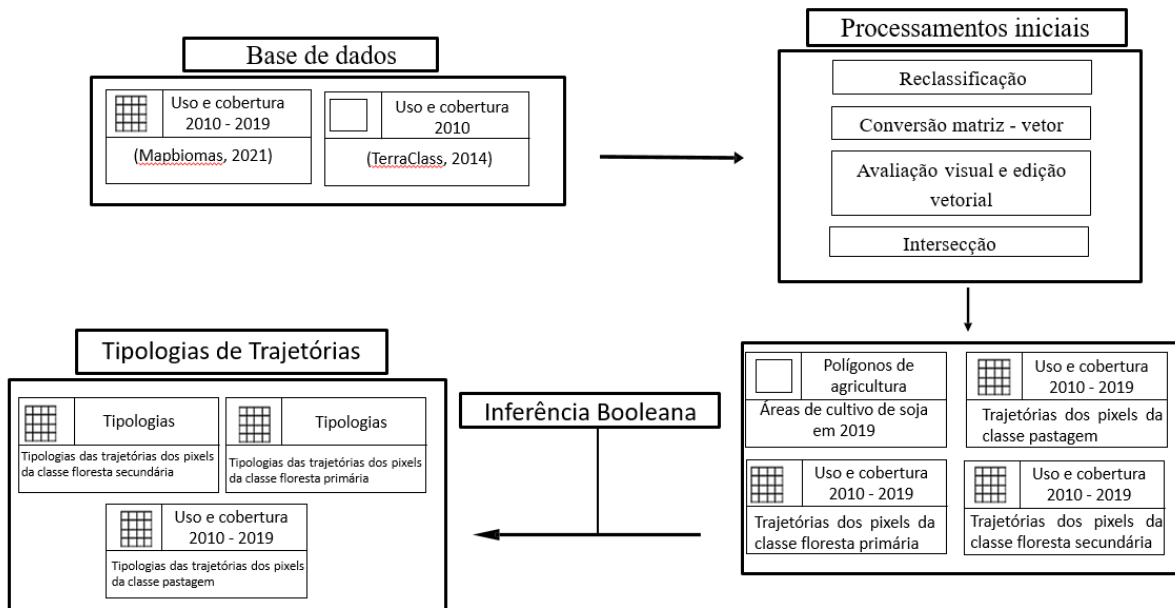 Base de dados
Uso e cobertura
2010 - 2019
(Mapbiomas, 2021)
Uso e cobertura
2010
(TerraClass, 2014)
Processamentos iniciais
Reclassificação
Conversão matriz - vetor
Avaliação visual e edição
vetorial
Intersecção
Polígonos de
agricultura
Áreas de cultivo de soja
em 2019
Uso e cobertura
2010 - 2019
Trajetórias dos pixels da
classe pastagem
Uso e cobertura
2010 - 2019
Trajetórias dos pixels da
classe floresta primária
Uso e cobertura
2010 - 2019
Trajetórias dos pixels da
classe floresta secundária
Inferência Booleana
Tipologias de Trajetórias
Tipologias
Tipologias das trajetórias dos pixels
da classe floresta secundária
Tipologias
Tipologias das trajetórias dos pixels
da classe floresta primária
Uso e cobertura
2010 - 2019
Tipologias das trajetórias dos pixels
da classe pastagem